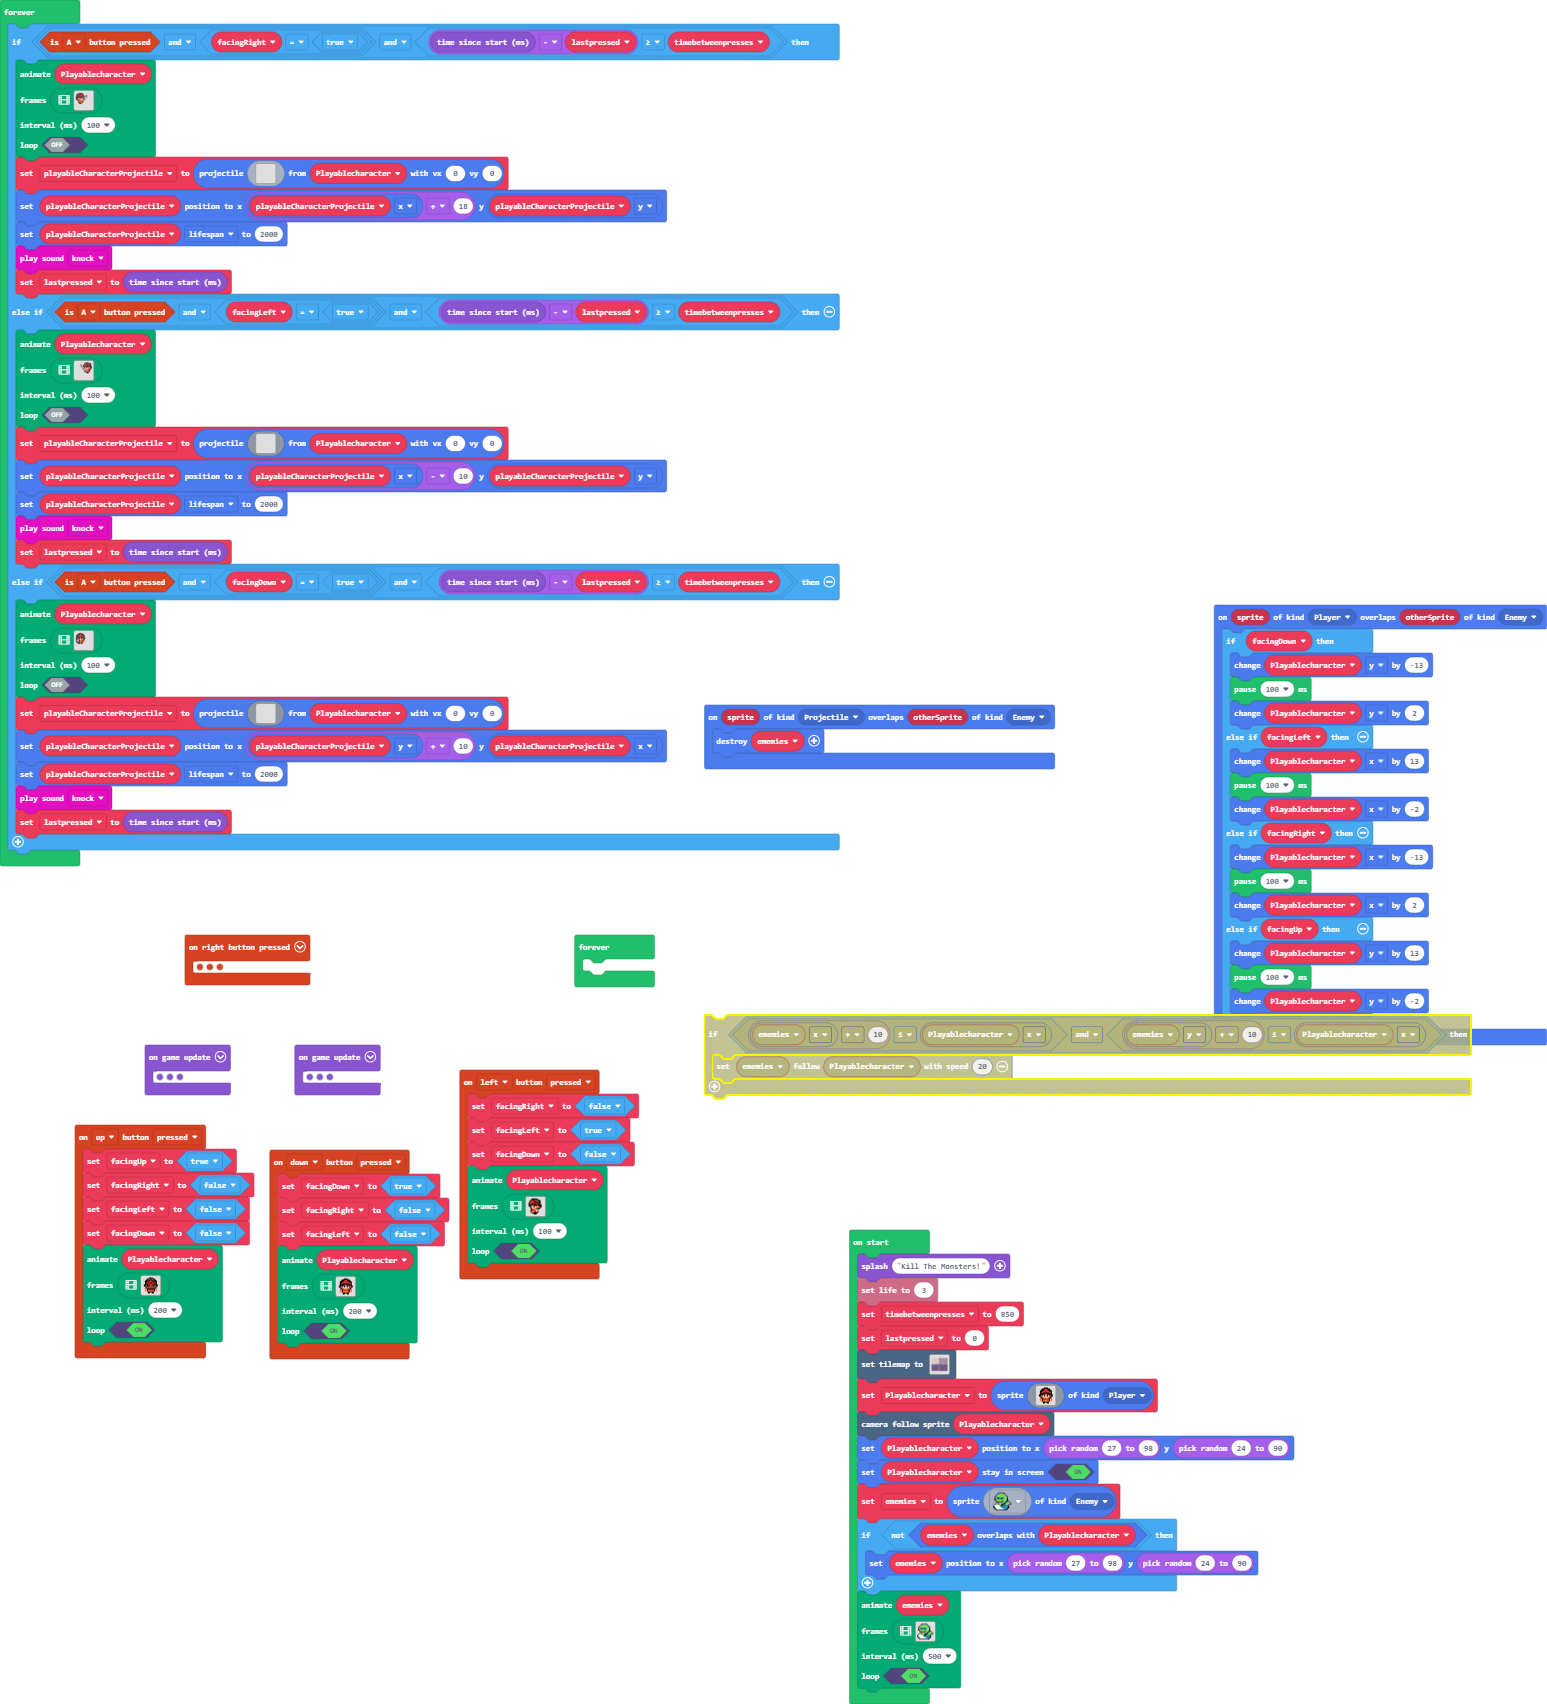 forever
if is A button pressed and facingRight = true and time since start (ms) - lastpressed ≥ timebetweenpresses then
animate Playablecharacter
frames
interval (ms) 100
loop OFF
set playableCharacterProjectile to projectile from Playablecharacter with vx 0 vy 0
set playableCharacterProjectile position to x playableCharacterProjectile x + 18 y playableCharacterProjectile y
set playableCharacterProjectile lifespan to 2000
play sound knock
set lastpressed to time since start (ms)
else if is A button pressed and facingLeft = true and time since start (ms) - lastpressed ≥ timebetweenpresses then
animate Playablecharacter
frames
interval (ms) 100
loop OFF
set playableCharacterProjectile to projectile from Playablecharacter with vx 0 vy 0
set playableCharacterProjectile position to x playableCharacterProjectile x - 10 y playableCharacterProjectile y
set playableCharacterProjectile lifespan to 2000
play sound knock
set lastpressed to time since start (ms)
else if is A button pressed and facingDown = true and time since start (ms) - lastpressed ≥ timebetweenpresses then
animate Playablecharacter
frames
interval (ms) 100
loop OFF
set playableCharacterProjectile to projectile from Playablecharacter with vx 0 vy 0
set playableCharacterProjectile position to x playableCharacterProjectile y + 10 y playableCharacterProjectile x
set playableCharacterProjectile lifespan to 2000
play sound knock
set lastpressed to time since start (ms)
on sprite of kind Projectile overlaps otherSprite of kind Enemy
destroy enemies
on sprite of kind Player overlaps otherSprite of kind Enemy
if facingDown then
change Playablecharacter y by -13
pause 100 ms
change Playablecharacter y by 2
else if facingLeft then
change Playablecharacter x by 13
pause 100 ms
change Playablecharacter x by -2
else if facingRight then
change Playablecharacter x by -13
pause 100 ms
change Playablecharacter x by 2
else if facingUp then
change Playablecharacter y by 13
pause 100 ms
change Playablecharacter y by -2
on right button pressed
forever
if enemies x + 10 ≤ Playablecharacter x and enemies y + 10 ≤ Playablecharacter x then
set enemies follow Playablecharacter with speed 20
on game update
on game update
on up button pressed
set facingUp to true
set facingRight to false
set facingLeft to false
set facingDown to false
animate Playablecharacter
frames
interval (ms) 200
loop ON
on down button pressed
set facingDown to true
set facingRight to false
set facingLeft to false
animate Playablecharacter
frames
interval (ms) 200
loop ON
on left button pressed
set facingRight to false
set facingLeft to true
set facingDown to false
animate Playablecharacter
frames
interval (ms) 100
loop ON
on start
splash "Kill The Monsters!"
set life to 3
set timebetweenpresses to 850
set lastpressed to 0
set tilemap to
set Playablecharacter to sprite of kind Player
camera follow sprite Playablecharacter
set Playablecharacter position to x pick random 27 to 98 y pick random 24 to 90
set Playablecharacter stay in screen ON
set enemies to sprite of kind Enemy
if not enemies overlaps with Playablecharacter then
set enemies position to x pick random 27 to 98 y pick random 24 to 90
animate enemies
frames
interval (ms) 500
loop ON